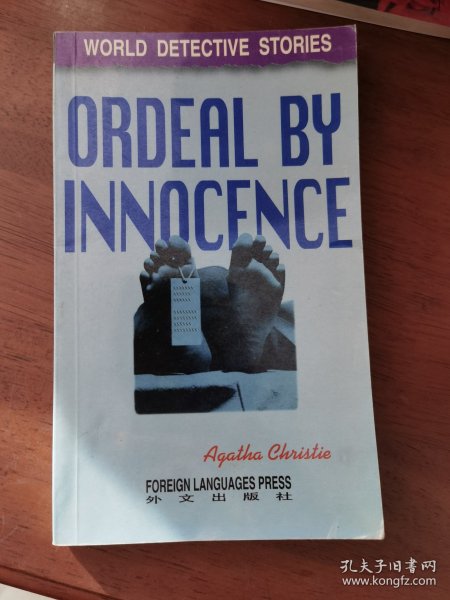 WORLD DETECTIVE STORIES
ORDEAL BY
INNOCENCE
Agatha Christie
FOREIGN LANGUAGES PRESS
外文出版社
孔夫子旧书网
www.kongfz.com